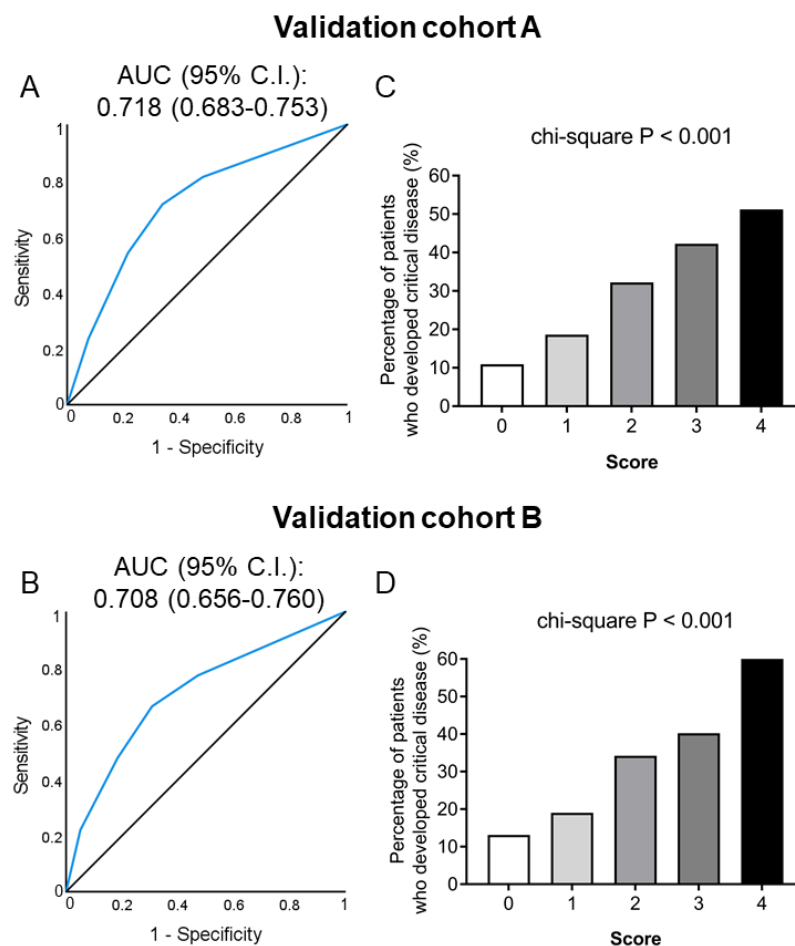 Validation cohort A
A
AUC (95% C.I.):
0.718 (0.683-0.753)
1
0.8
0.6
0.4
0.2
0
Sensitivity
0
0.2
0.4
0.6
0.8
1
1 - Specificity
C
chi-square P < 0.001
Percentage of patients
who developed critical disease (%)
60
50
40
30
20
10
0
0
1
2
3
4
Score
Validation cohort B
B
AUC (95% C.I.):
0.708 (0.656-0.760)
1
0.8
0.6
0.4
0.2
0
Sensitivity
0
0.2
0.4
0.6
0.8
1
1 - Specificity
D
chi-square P < 0.001
Percentage of patients
who developed critical disease (%)
60
50
40
30
20
10
0
0
1
2
3
4
Score